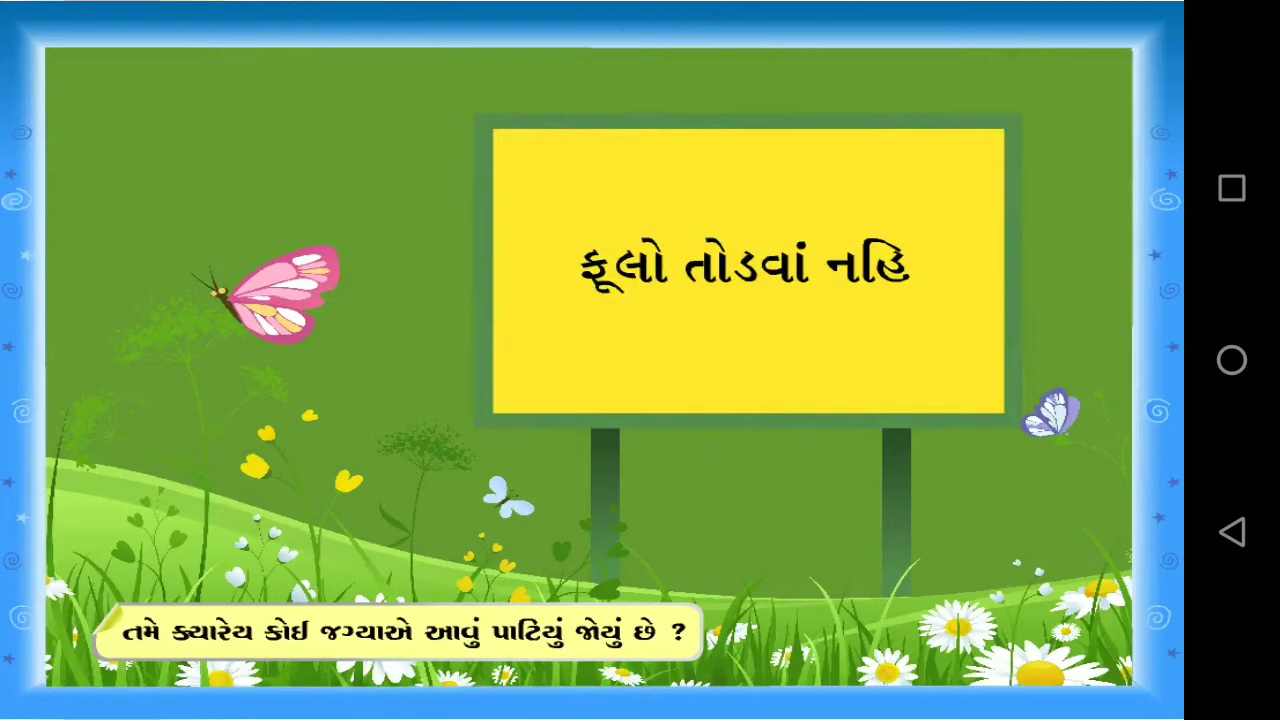 ફૂલો તોડવાં નહિ
તમે ક્યારેય કોઈ જગ્યાએ આવું પાટિયું જોયું છે ?